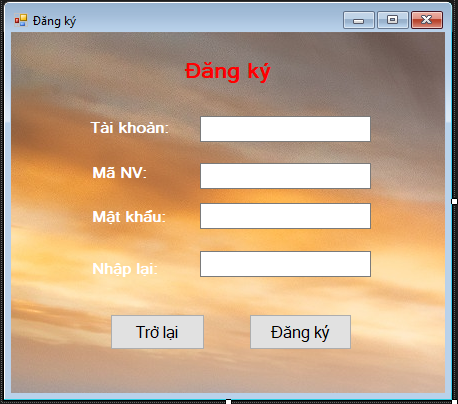 Đăng ký
Đăng ký
Tài khoản:
Mã NV:
Mật khẩu:
Nhập lại:
Trở lại
Đăng ký